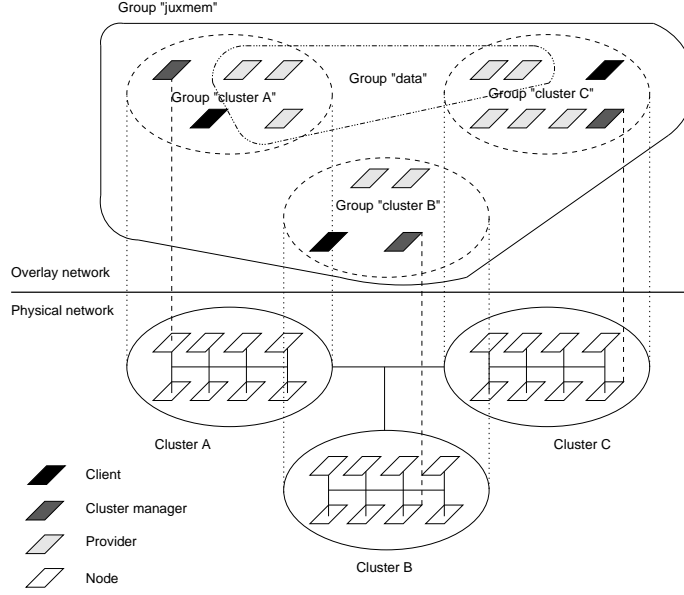 Group "juxmem"
Group "data"
Group "cluster A"
Group "cluster C"
Group "cluster B"
Overlay network
Physical network
Cluster A
Cluster C
Cluster B
Client
Cluster manager
Provider
Node